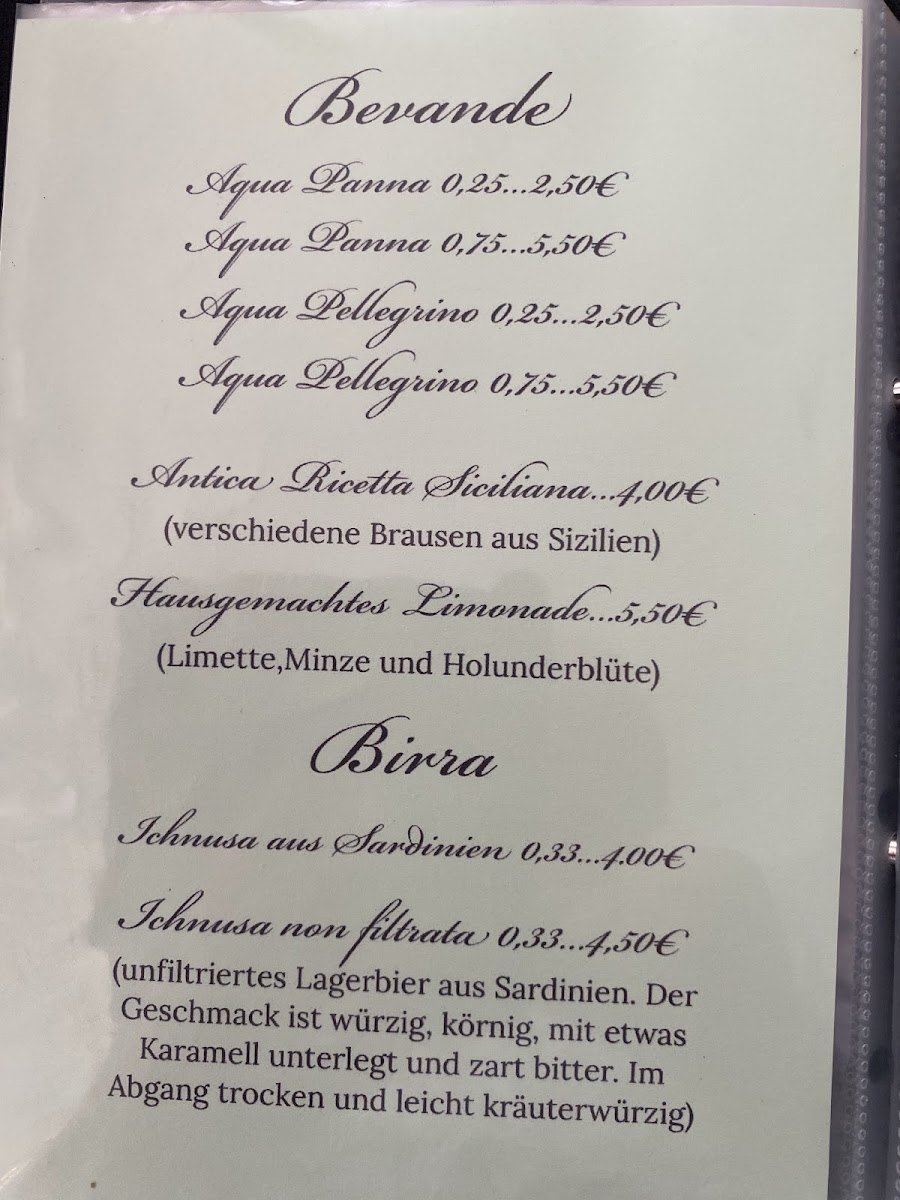 Bevande
Aqua Panna 0,25...2,50€
Aqua Panna 0,75...5,50€
Aqua Pellegrino 0,25...2,50€
Aqua Pellegrino 0,75...5,50€
Antica Ricetta Siciliana...4,00€
(verschiedene Brausen aus Sizilien)
Hausgemachtes Limonade...5,50€
(Limette,Minze und Holunderblüte)
Birra
Ichnusa aus Sardinien 0,33...4.00€
Ichnusa non filtrata 0,33...4,50€
(unfiltriertes Lagerbier aus Sardinien. Der
Geschmack ist würzig, körnig, mit etwas
Karamell unterlegt und zart bitter. Im
Abgang trocken und leicht kräuterwürzig)